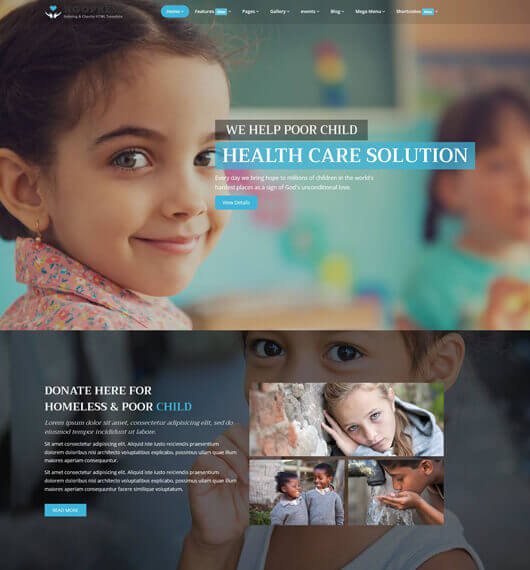 Helping & Charity HTML Template
Home
Features New
Pages
Gallery
events
Blog
Mega Menu
Shortcodes New
WE HELP POOR CHILD
HEALTH CARE SOLUTION
Every day we bring hope to millions of children in the world's
hardest places as a sign of God's unconditional love.
View Details
DONATE HERE FOR
HOMELESS & POOR CHILD
Lorem ipsum dolor sit amet, consectetur adipisicing elit, sed do
eiusmod tempor incididunt ut labore.
Sit amet consectetur adipisicing elit. Aliquid iste iusto reiciendis praesentium
dolorem doloribus nisi architecto voluptatibus explicabo, possimus ullam quae illum
maiores aperiam consequuntur.
Sit amet consectetur adipisicing elit. Aliquid iste iusto reiciendis praesentium
dolorem doloribus nisi architecto voluptatibus explicabo, possimus ullam quae illum
maiores aperiam consequuntur facere similique voluptatum.
READ MORE